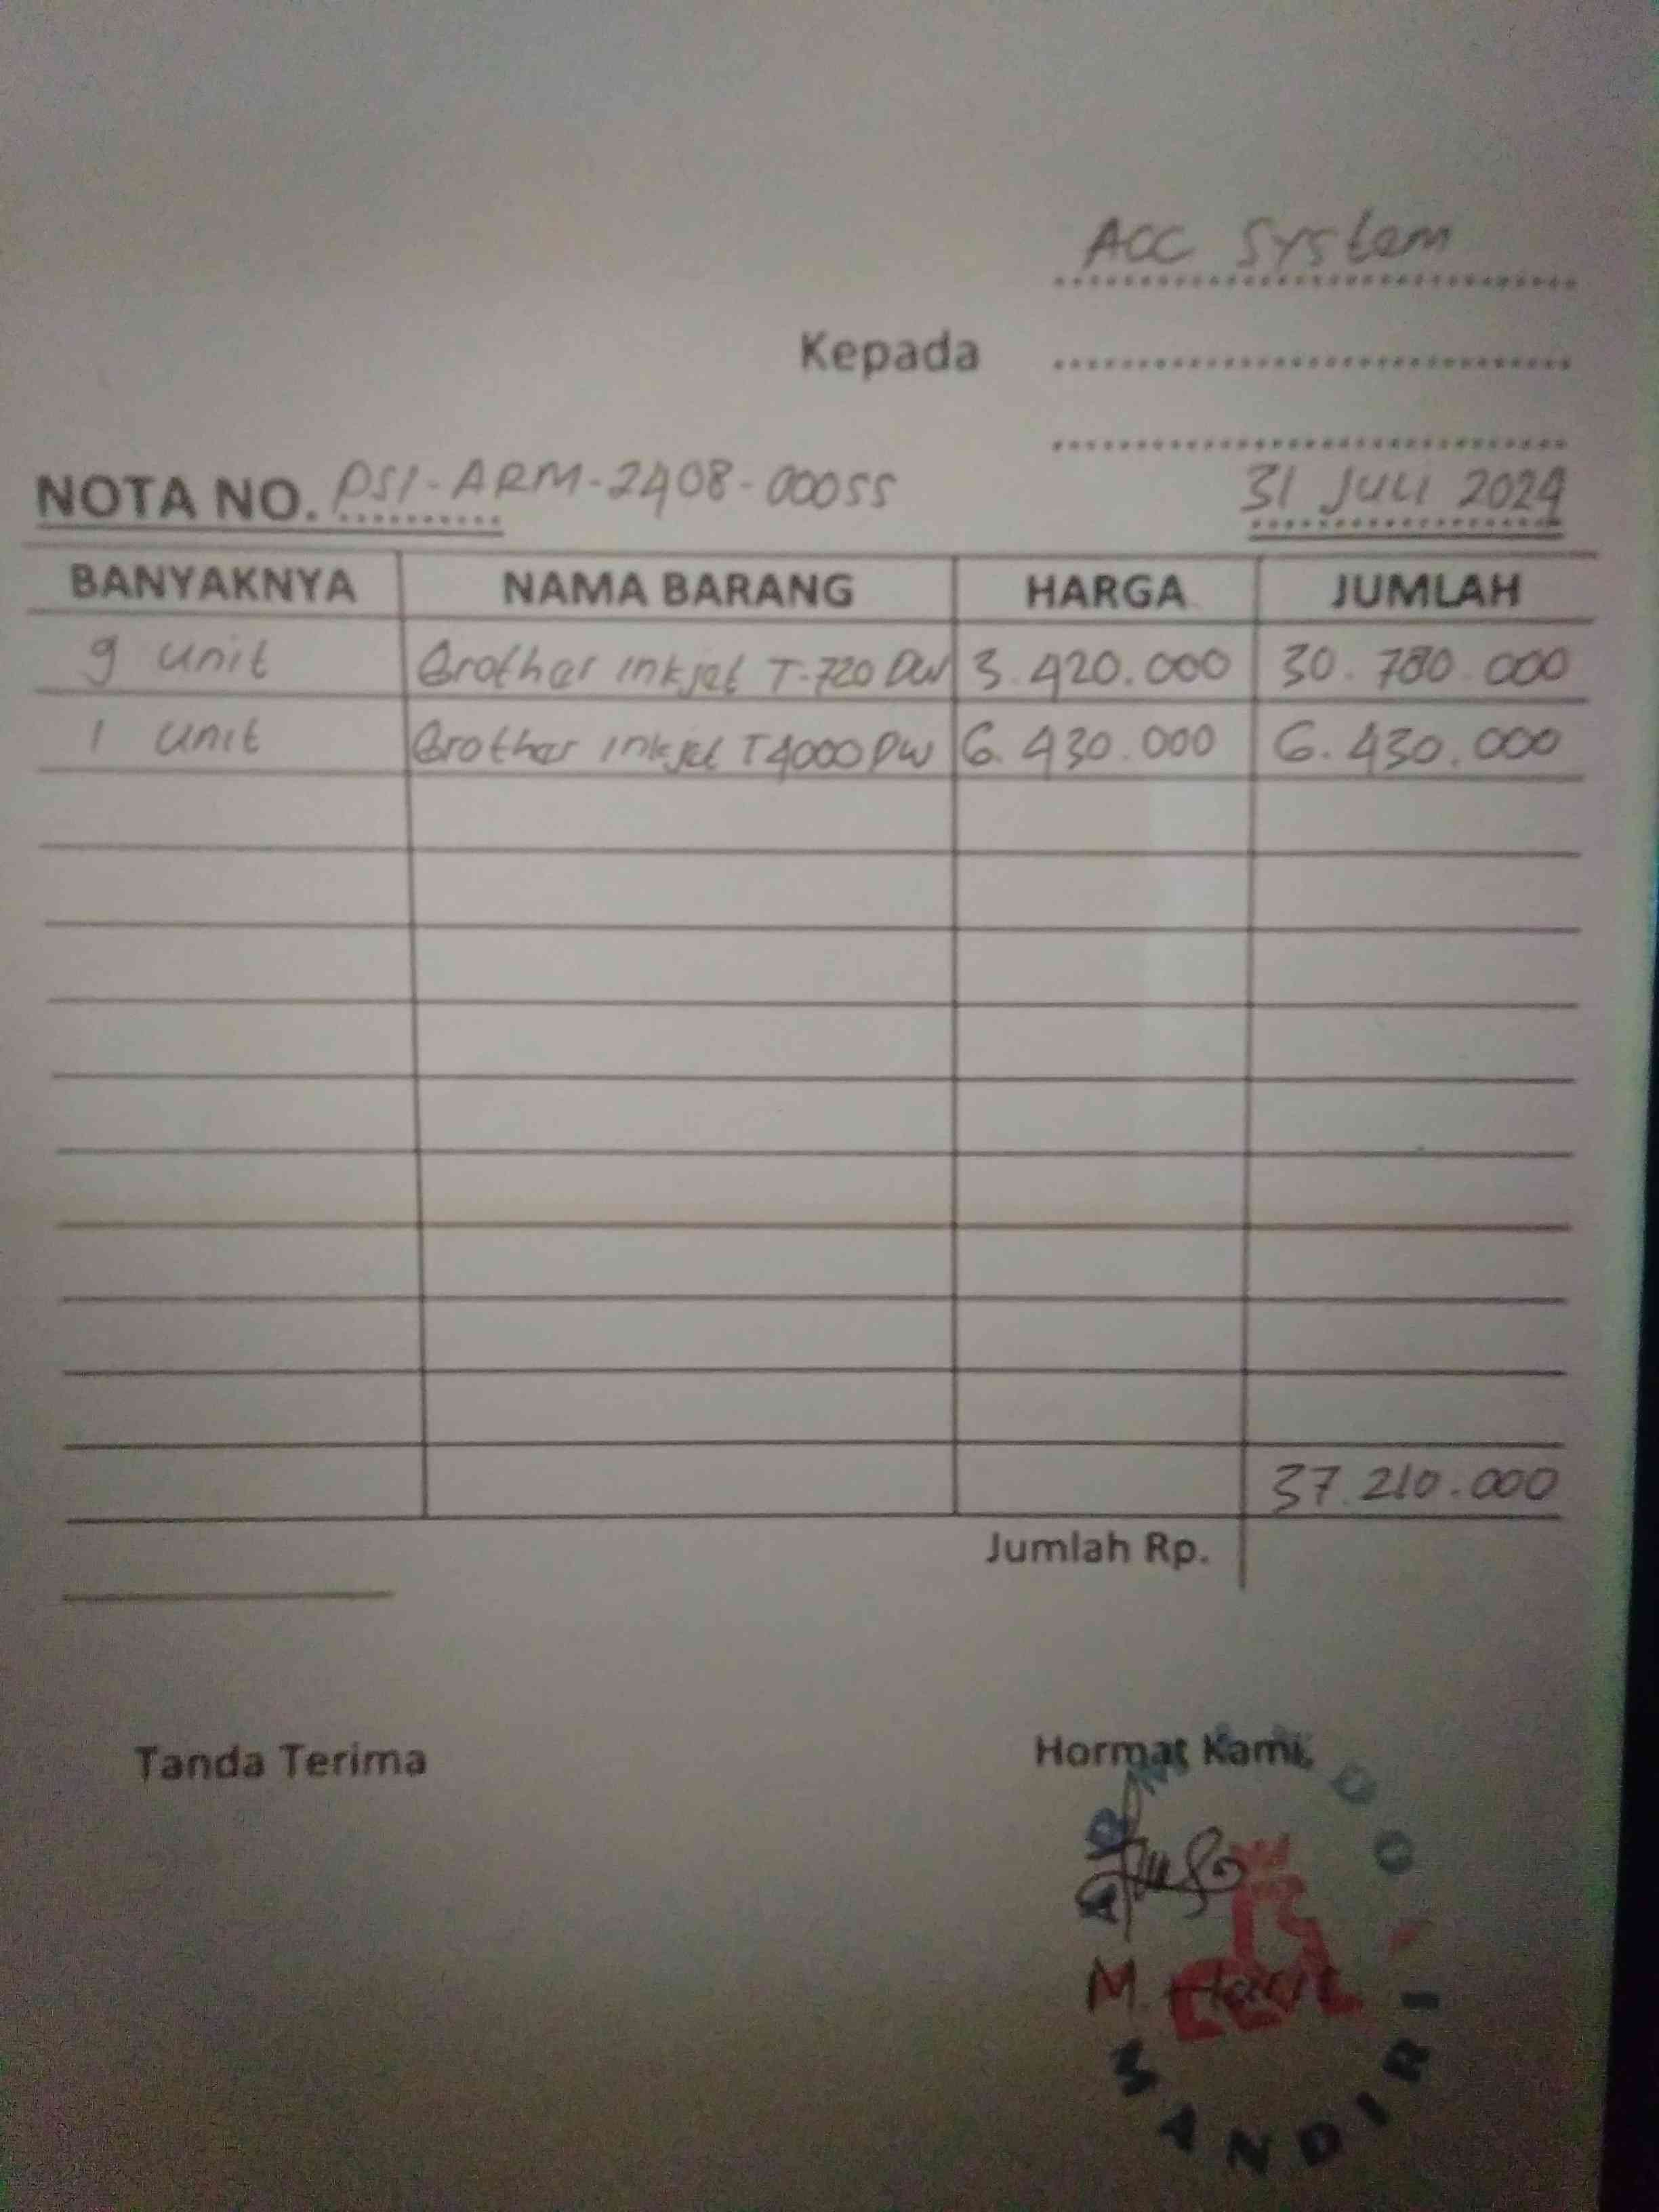 ACC System
Kepada
NOTA NO. PSI-ARM-2408-00055 31 Juli 2024
BANYAKNYA NAMA BARANG HARGA JUMLAH
9 unit Brother inkjet T-720 DW 3.420.000 30.780.000
1 unit Brother inkjet T4000 DW 6.430.000 6.430.000
37.210.000
Jumlah Rp.
Tanda Terima Hormat Kami,
MANDIRI